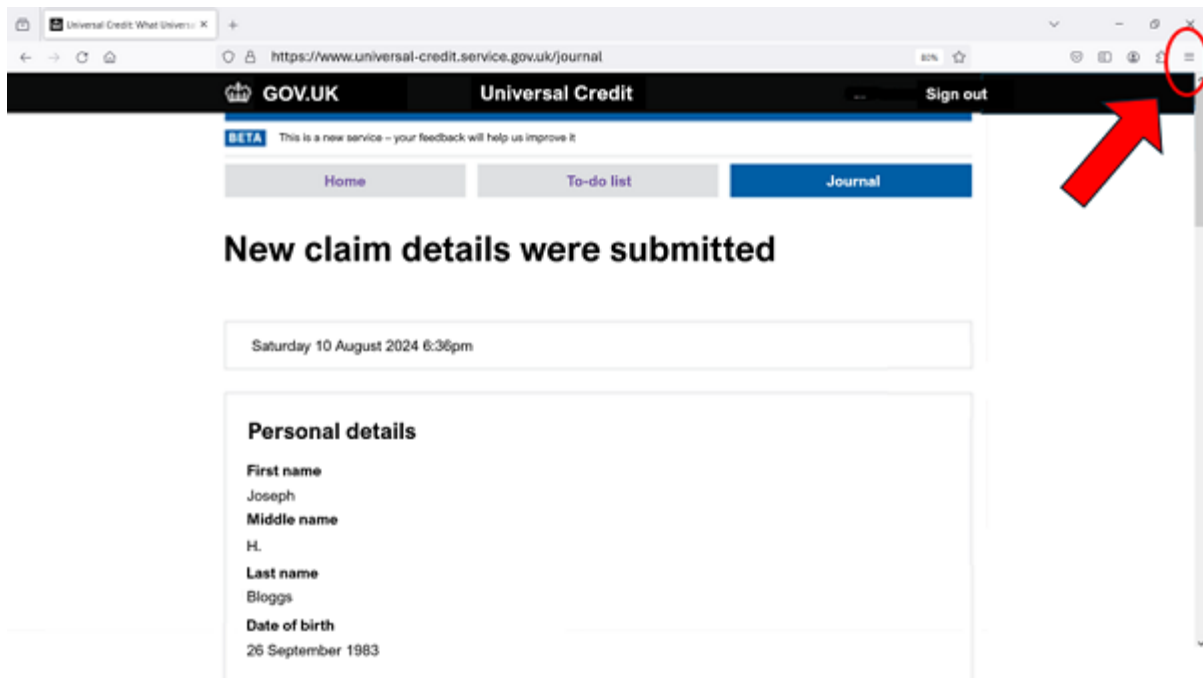 Universal Credit: What Univers
https://www.universal-credit.service.gov.uk/journal
80%
GOV.UK Universal Credit Sign out
BETA This is a new service – your feedback will help us improve it
Home To-do list Journal
New claim details were submitted
Saturday 10 August 2024 6:36pm
Personal details
First name
Joseph
Middle name
H.
Last name
Bloggs
Date of birth
26 September 1983